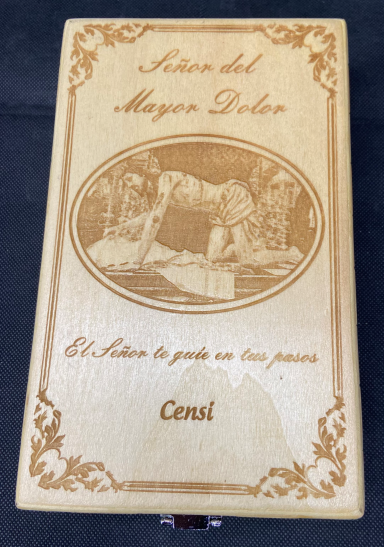 Señor del
Mayor Dolor
El Señor te guíe en tus pasos
Censi